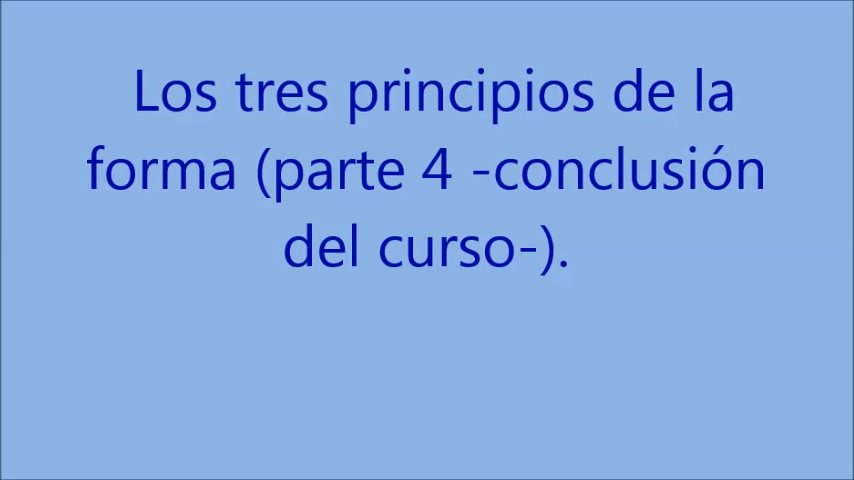 Los tres principios de la
forma (parte 4 -conclusión
del curso-).